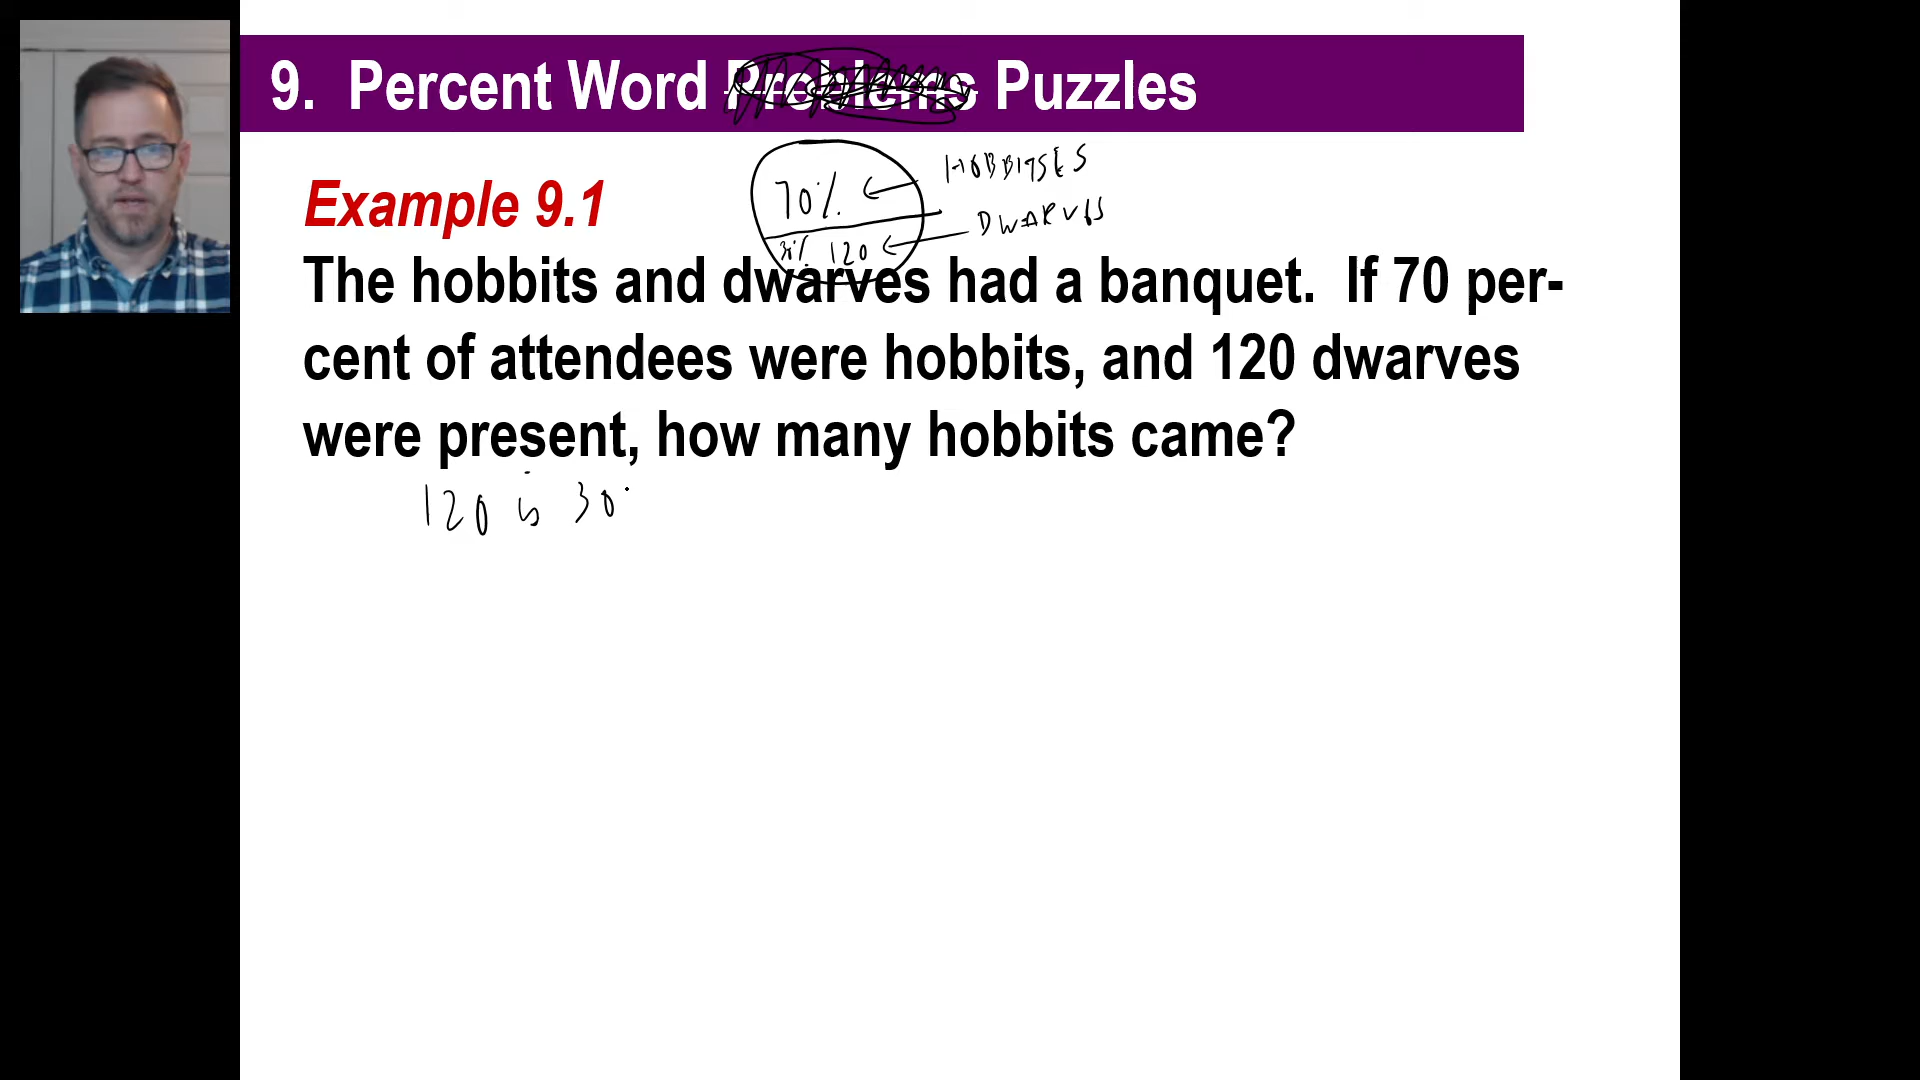 9. Percent Word Problems Puzzles
Example 9.1
70% ← HOBBITSES
30% 120 ← DWARVES
The hobbits and dwarves had a banquet. If 70 per-
cent of attendees were hobbits, and 120 dwarves
were present, how many hobbits came?
120 is 30